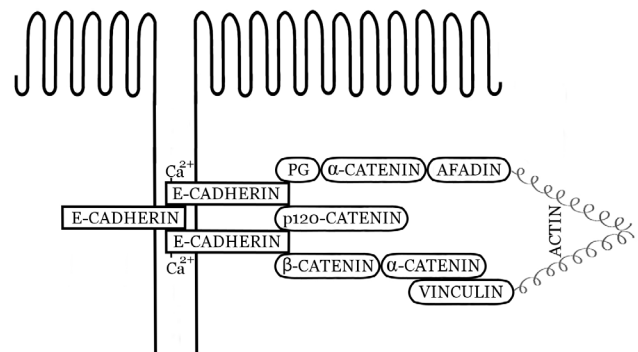 Ca2+
PG α-CATENIN AFADIN
E-CADHERIN
E-CADHERIN p120-CATENIN
ACTIN
E-CADHERIN
Ca2+
β-CATENIN α-CATENIN
VINCULIN